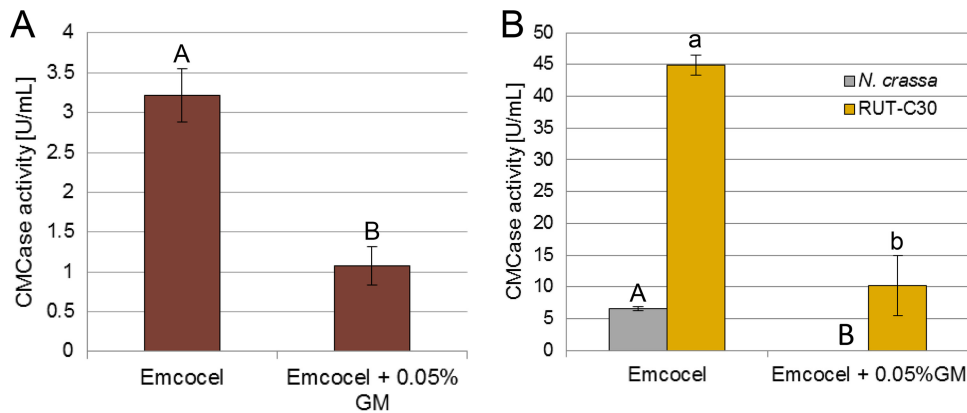 A
CMCase activity [U/mL]
4
3.5
3
2.5
2
1.5
1
0.5
0
A
B
Emcocel
Emcocel + 0.05%
GM
B
CMCase activity [U/mL]
50
45
40
35
30
25
20
15
10
5
0
a
N. crassa
RUT-C30
A
b
B
Emcocel
Emcocel + 0.05%GM